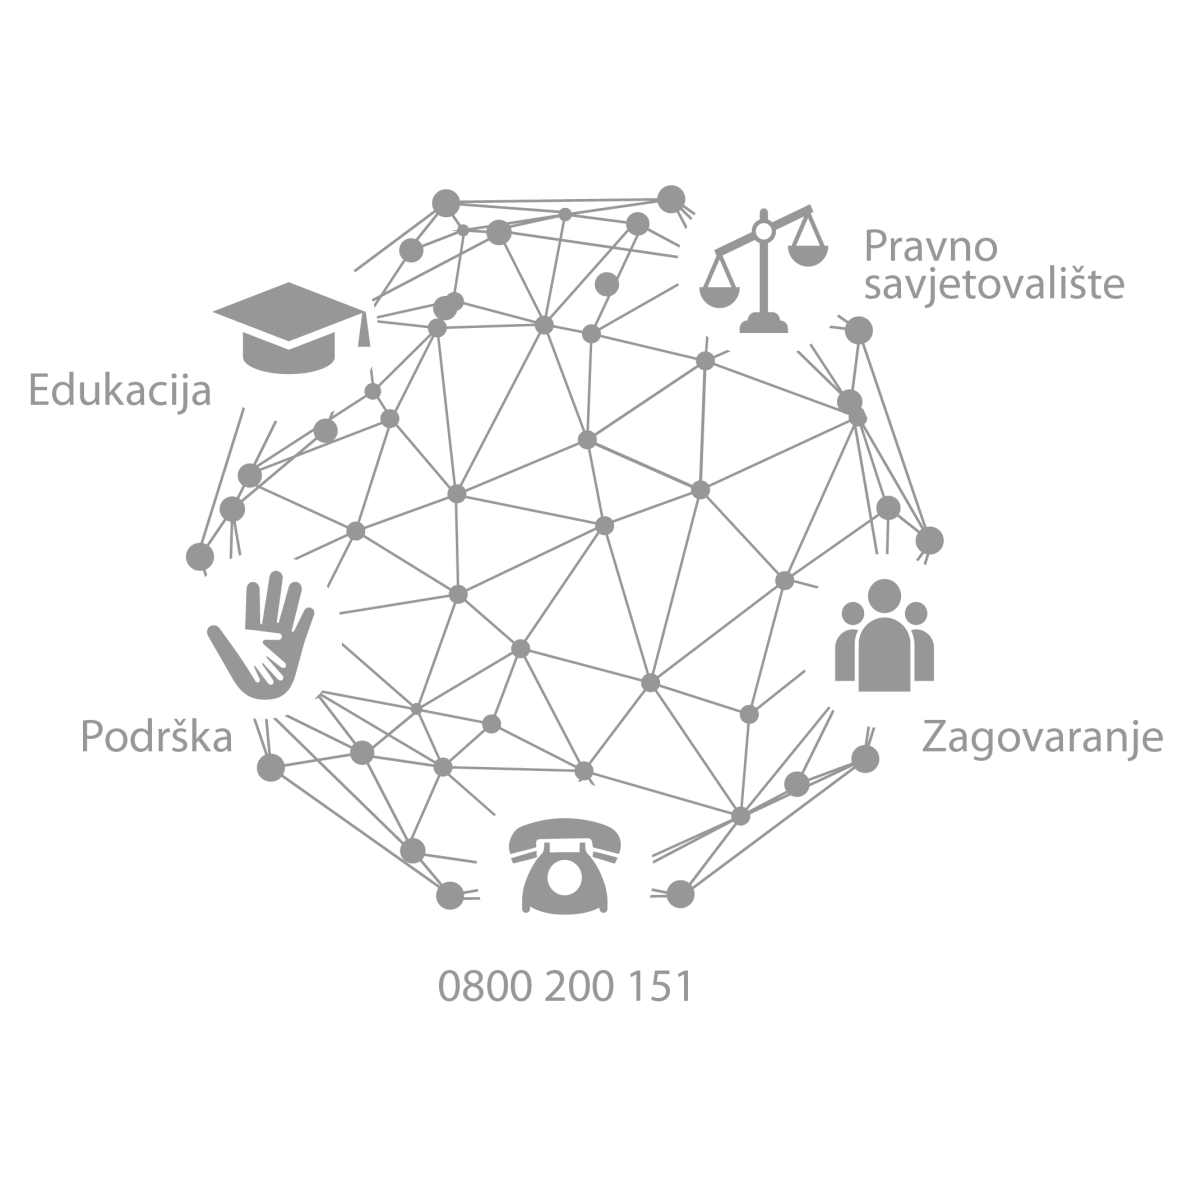 Pravno
savjetovalište
Edukacija
Podrška
Zagovaranje
0800 200 151